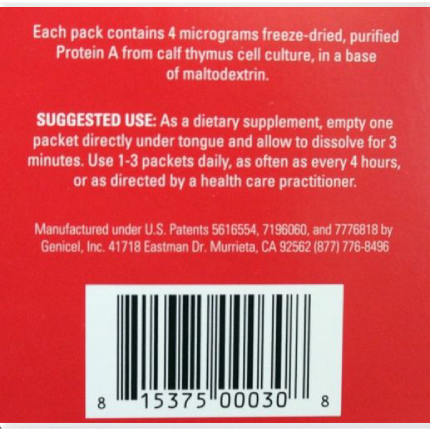 Each pack contains 4 micrograms freeze-dried, purified
Protein A from calf thymus cell culture, in a base
of maltodextrin.
SUGGESTED USE: As a dietary supplement, empty one
packet directly under tongue and allow to dissolve for 3
minutes. Use 1-3 packets daily, as often as every 4 hours,
or as directed by a health care practitioner.
Manufactured under U.S. Patents 5616554, 7196060, and 7776818 by
Genicel, Inc. 41718 Eastman Dr. Murrieta, CA 92562 (877) 776-8496
8 15375 00030 8